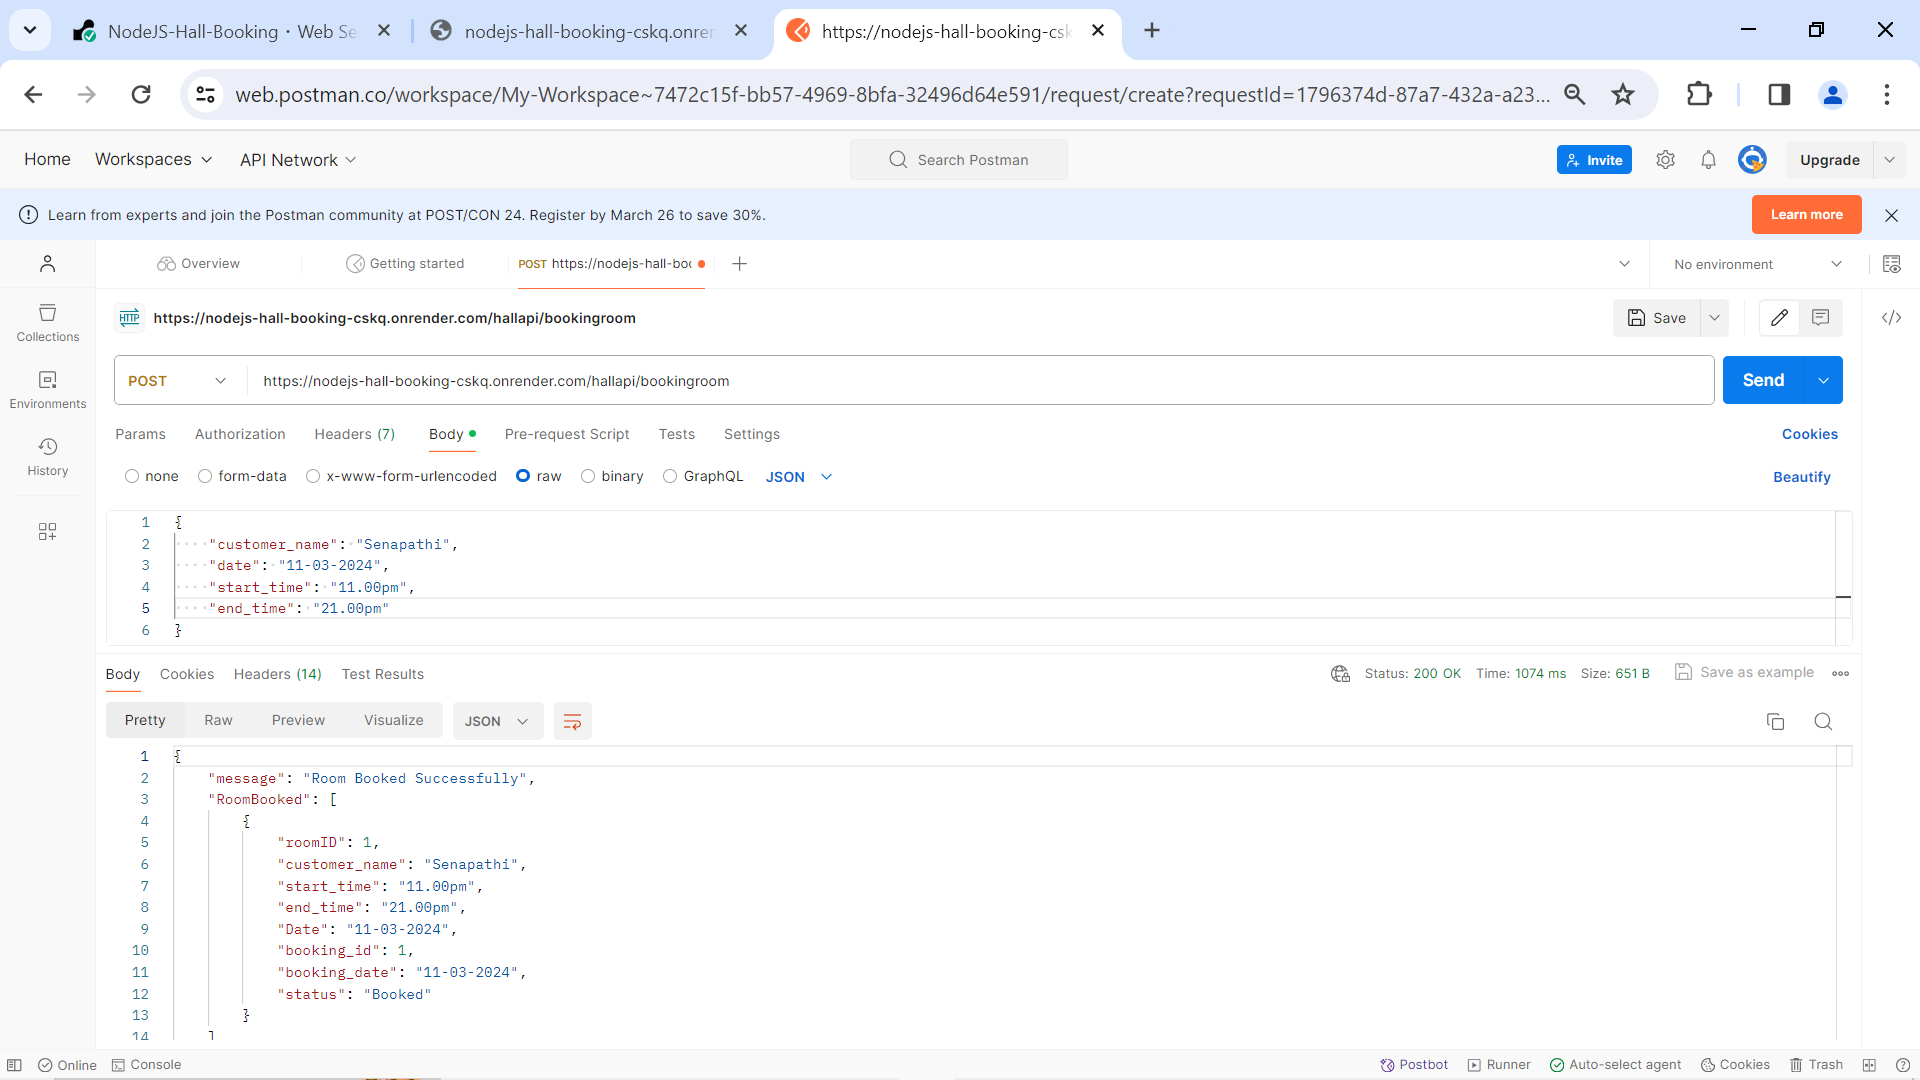 NodeJS-Hall-Booking · Web Se
nodejs-hall-booking-cskq.onrer
https://nodejs-hall-booking-csk
web.postman.co/workspace/My-Workspace~7472c15f-bb57-4969-8bfa-32496d64e591/request/create?requestId=1796374d-87a7-432a-a23...
Home Workspaces API Network
Search Postman
Invite
Upgrade
Learn from experts and join the Postman community at POST/CON 24. Register by March 26 to save 30%.
Learn more
Overview
Getting started
POST https://nodejs-hall-boo
No environment
Collections
Environments
History
HTTP https://nodejs-hall-booking-cskq.onrender.com/hallapi/bookingroom
Save
POST https://nodejs-hall-booking-cskq.onrender.com/hallapi/bookingroom
Send
Params Authorization Headers (7) Body Pre-request Script Tests Settings
Cookies
none form-data x-www-form-urlencoded raw binary GraphQL JSON
Beautify
1 {
2 "customer_name": "Senapathi",
3 "date": "11-03-2024",
4 "start_time": "11.00pm",
5 "end_time": "21.00pm"
6 }
Body Cookies Headers (14) Test Results
Status: 200 OK Time: 1074 ms Size: 651 B
Save as example
Pretty Raw Preview Visualize JSON
1 {
2 "message": "Room Booked Successfully",
3 "RoomBooked": [
4 {
5 "roomID": 1,
6 "customer_name": "Senapathi",
7 "start_time": "11.00pm",
8 "end_time": "21.00pm",
9 "Date": "11-03-2024",
10 "booking_id": 1,
11 "booking_date": "11-03-2024",
12 "status": "Booked"
13 }
14 ]
Online Console
Postbot Runner Auto-select agent Cookies Trash